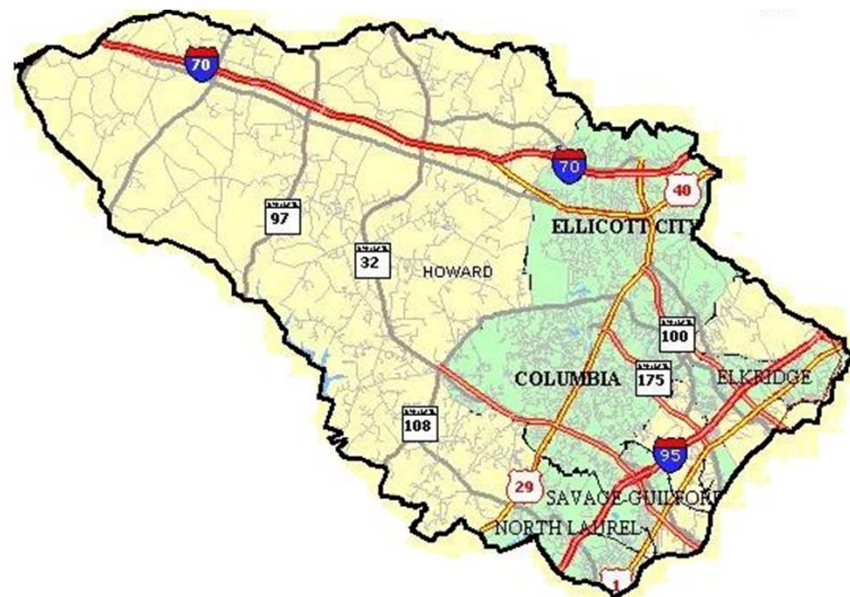 70
70
40
97
ELLICOTT CITY
32
HOWARD
100
COLUMBIA
175
ELKRIDGE
108
95
29
SAVAGE-GUILFORD
NORTH LAUREL
1